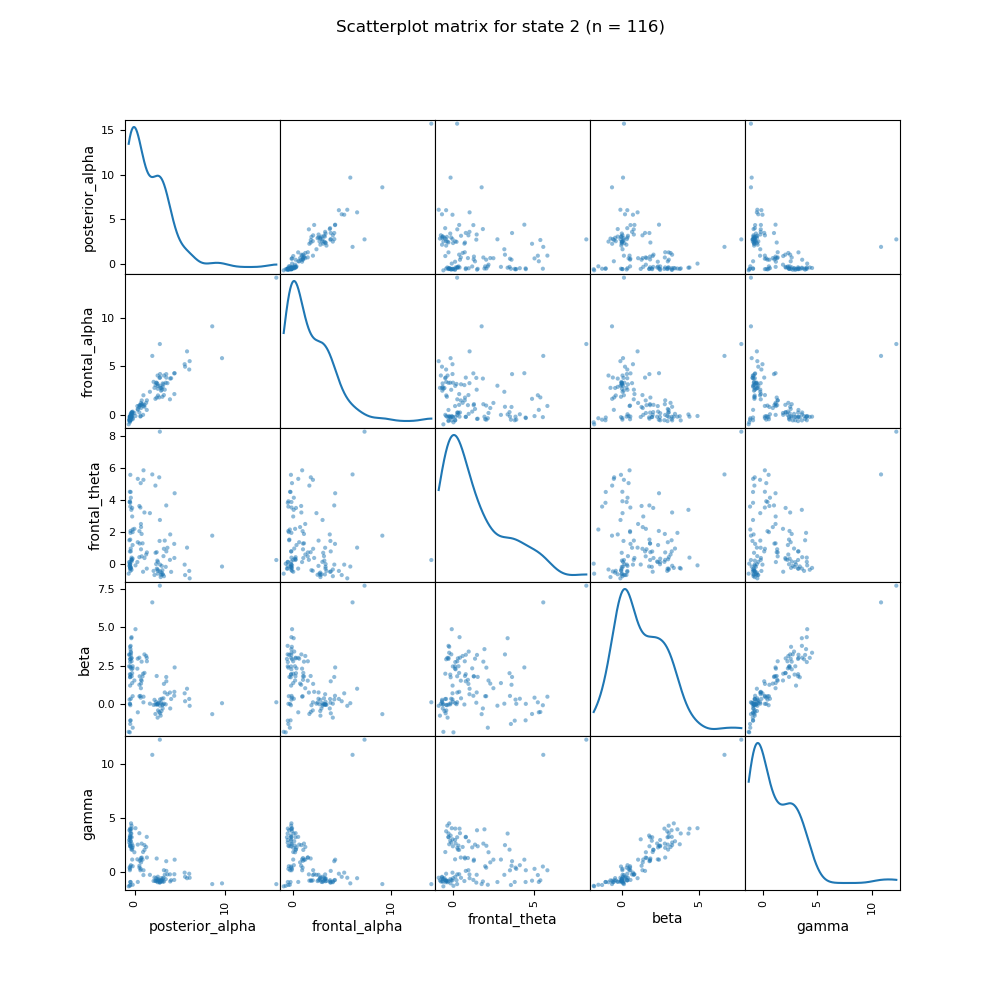 Scatterplot matrix for state 2 (n = 116)
posterior_alpha
15
10
5
0
frontal_alpha
10
5
0
frontal_theta
8
6
4
2
0
beta
7.5
5.0
2.5
0.0
gamma
10
5
0
0 10
0 10
0 5
0 5
0 5 10
posterior_alpha frontal_alpha frontal_theta beta gamma